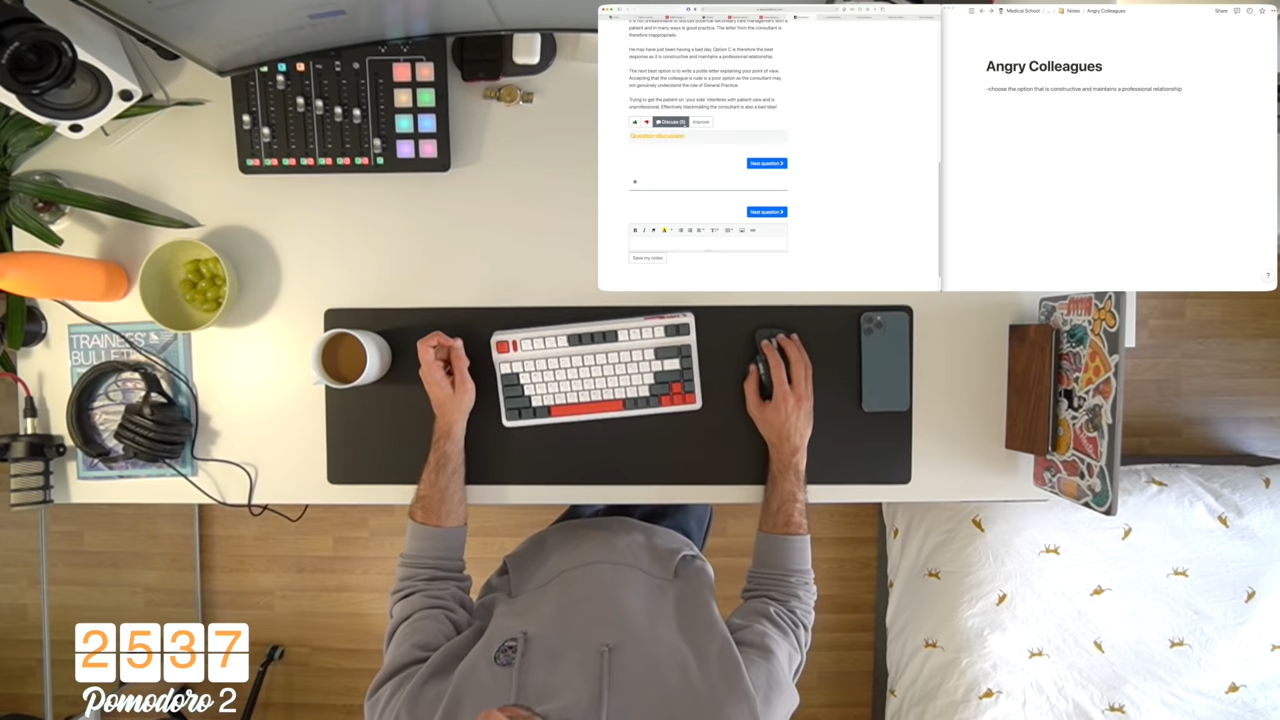 patient and in many ways is good practice. The letter from the consultant is
therefore inappropriate.
He may have just been having a bad day. Option C is therefore the best
response as it is constructive and maintains a professional relationship.
The next best option is to write a polite letter explaining your point of view.
Accepting that the colleague is rude is a poor option as the consultant may
not genuinely understand the role of General Practice.
Trying to get the patient on 'your side' interferes with patient care and is
unprofessional. Effectively blackmailing the consultant is also a bad idea!
Discuss (5)
Improve
Question discussion
Next question
Next question
Save my notes
Medical School / ... / Notes / Angry Colleagues
Share
Angry Colleagues
-choose the option that is constructive and maintains a professional relationship
TRAINEES'
BULLETIN
2537
Pomodoro 2